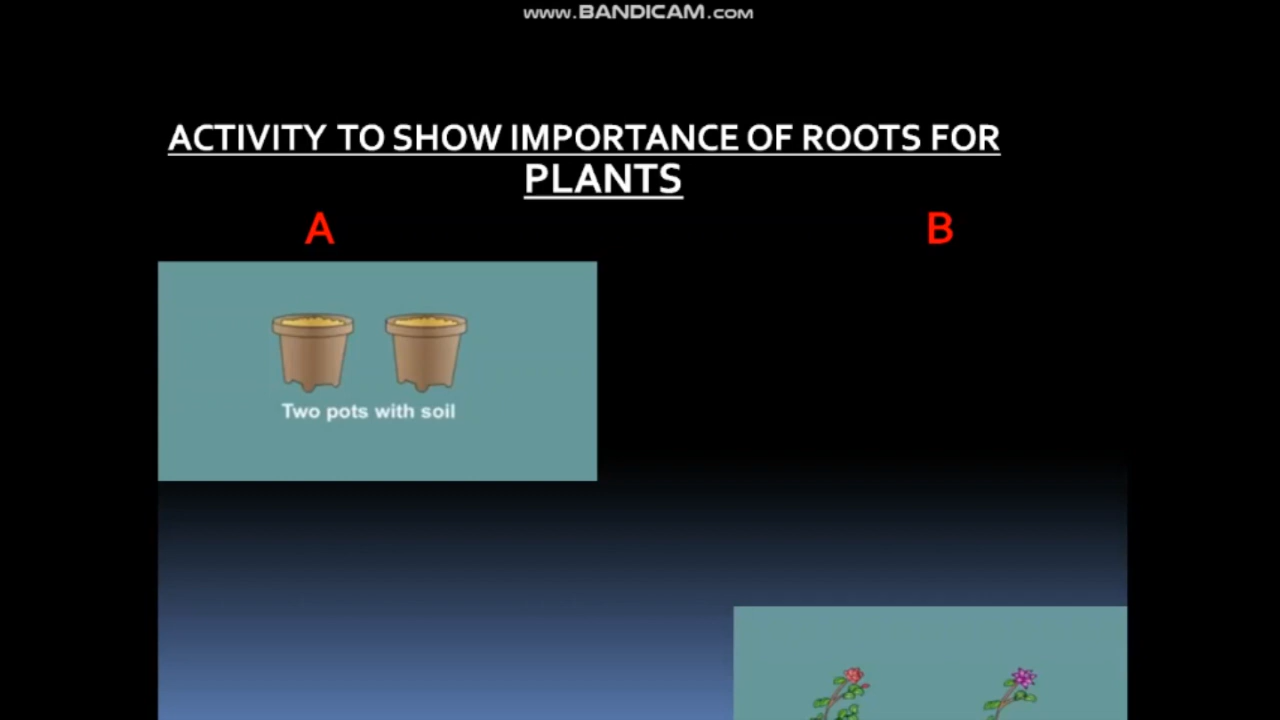 www.BANDICAM.com
ACTIVITY TO SHOW IMPORTANCE OF ROOTS FOR
PLANTS
A
B
Two pots with soil